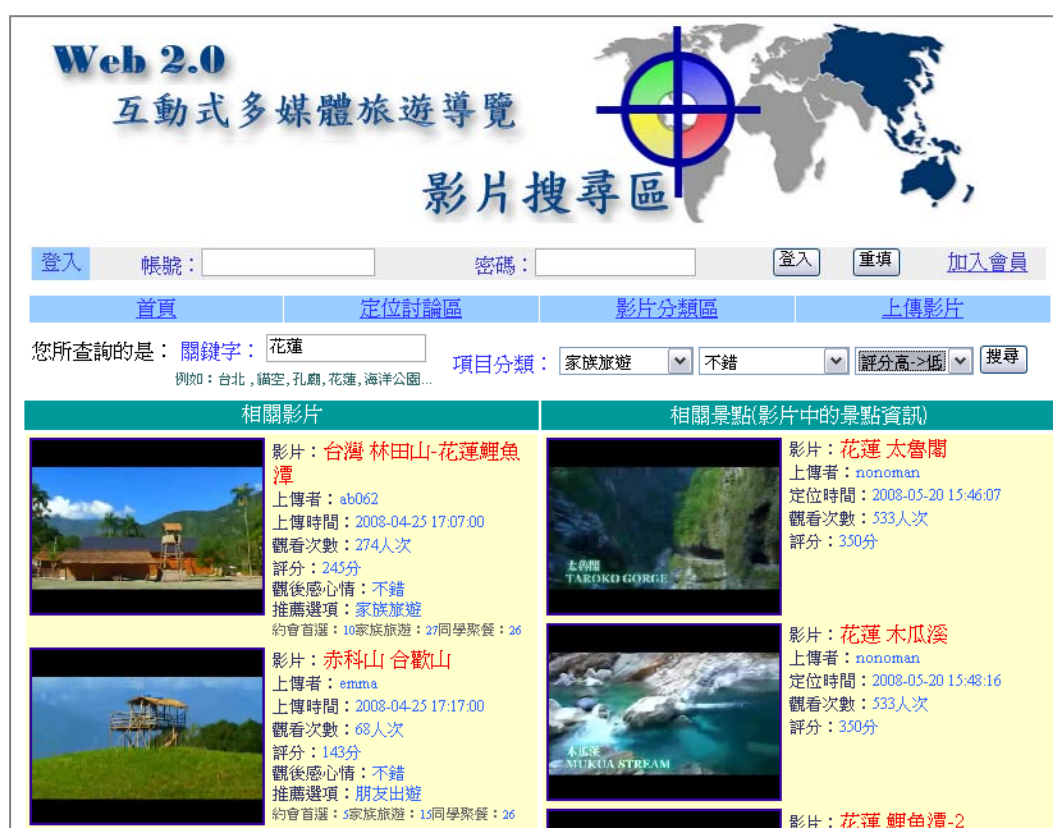 Web 2.0
互動式多媒體旅遊導覽
影片搜尋區
登入 帳號： 密碼： 登入 重填 加入會員
首頁 定位討論區 影片分類區 上傳影片
您所查詢的是： 關鍵字： 花蓮 項目分類： 家族旅遊 不錯 評分高->低 搜尋
例如：台北,貓空,孔廟,花蓮,海洋公園...
相關影片
影片：台灣 林田山-花蓮鯉魚
潭
上傳者：ab062
上傳時間：2008-04-25 17:07:00
觀看次數：274人次
評分：245分
觀後感心情：不錯
推薦選項：家族旅遊
約會首選：10家族旅遊：27同學聚餐：26
影片：赤科山 合歡山
上傳者：emma
上傳時間：2008-04-25 17:17:00
觀看次數：68人次
評分：143分
觀後感心情：不錯
推薦選項：朋友出遊
約會首選：5家族旅遊：15同學聚餐：26
相關景點(影片中的景點資訊)
太魯閣
TAROKO GORGE
影片：花蓮 太魯閣
上傳者：nonoman
定位時間：2008-05-20 15:46:07
觀看次數：533人次
評分：350分
木瓜溪
MUKUA STREAM
影片：花蓮 木瓜溪
上傳者：nonoman
定位時間：2008-05-20 15:48:16
觀看次數：533人次
評分：350分
影片：花蓮 鯉魚潭-2